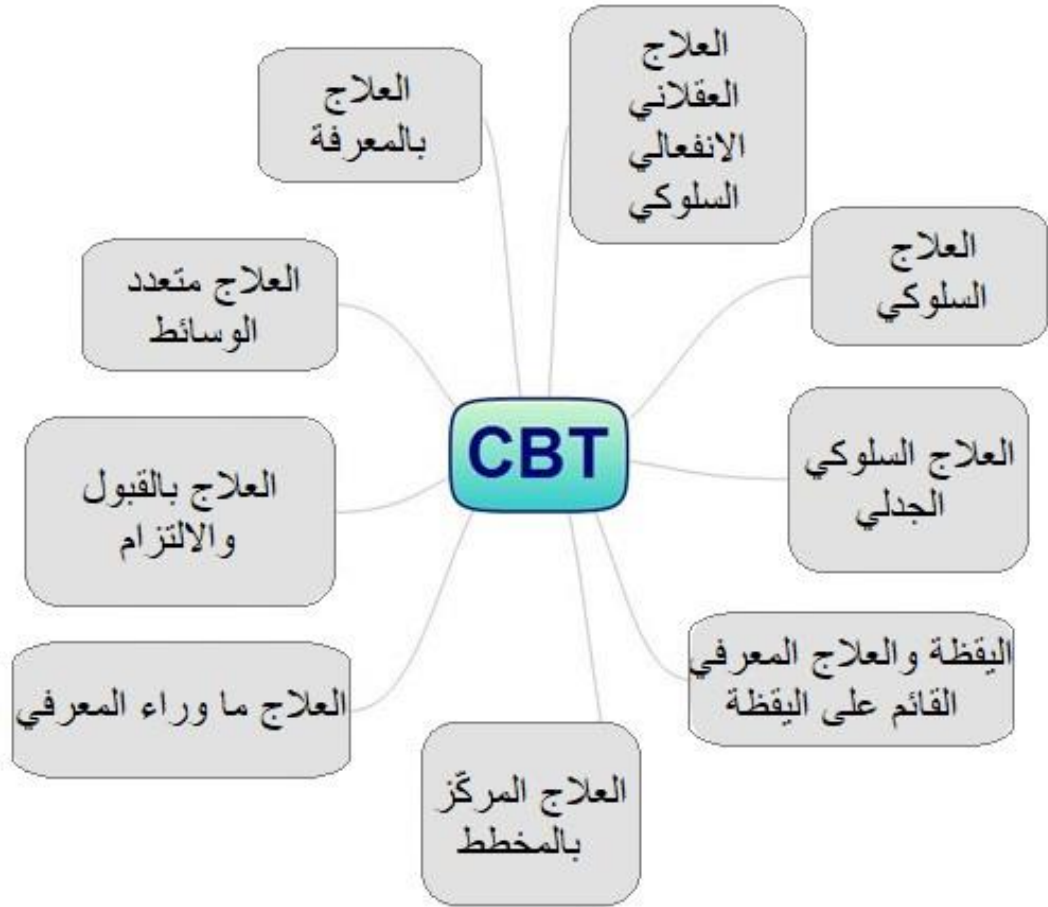 العلاج
العقلاني
الانفعالي
السلوكي
العلاج
بالمعرفة
العلاج
السلوكي
العلاج متعدد
الوسائط
CBT
العلاج السلوكي
الجدلي
العلاج بالقبول
والالتزام
اليقظة والعلاج المعرفي
القائم على اليقظة
العلاج ما وراء المعرفي
العلاج المركّز
بالمخطط